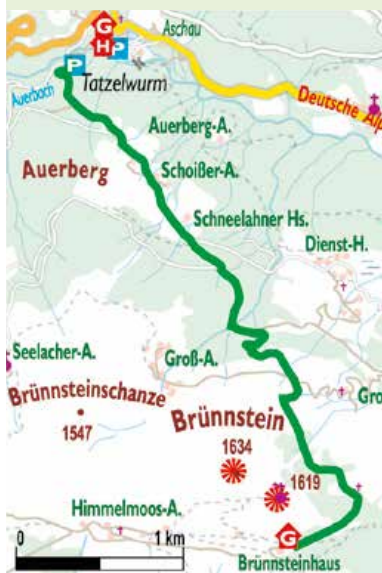 G
Aschau
H P
P
Tatzelwurm
Auerbach
Deutsche Alp
Auerberg-A.
Auerberg
Schoißer-A.
Schneelahner Hs.
Dienst-H.
Seelacher-A.
Groß-A.
Gro
Brünnsteinschanze
1547
Brünnstein
1634
1619
Himmelmoos-A.
0 1 km
G
Brünnsteinhaus